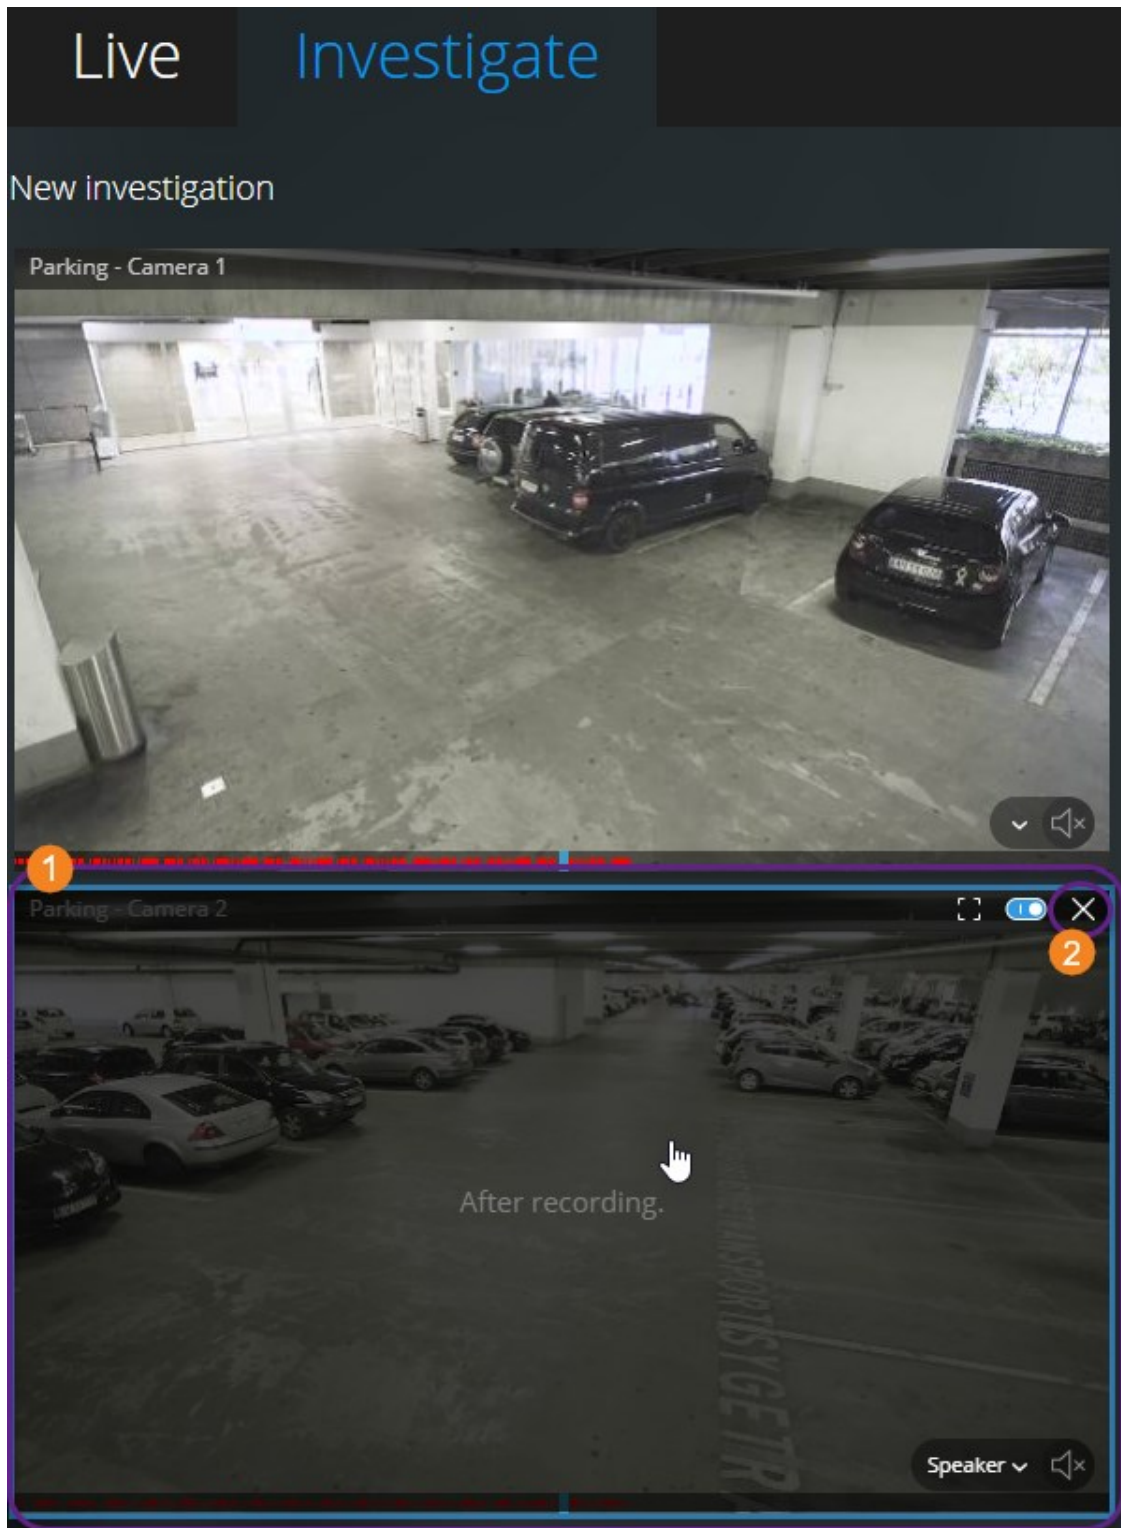 Live Investigate
New investigation
Parking - Camera 1
1
Parking - Camera 2
2
After recording.
Speaker